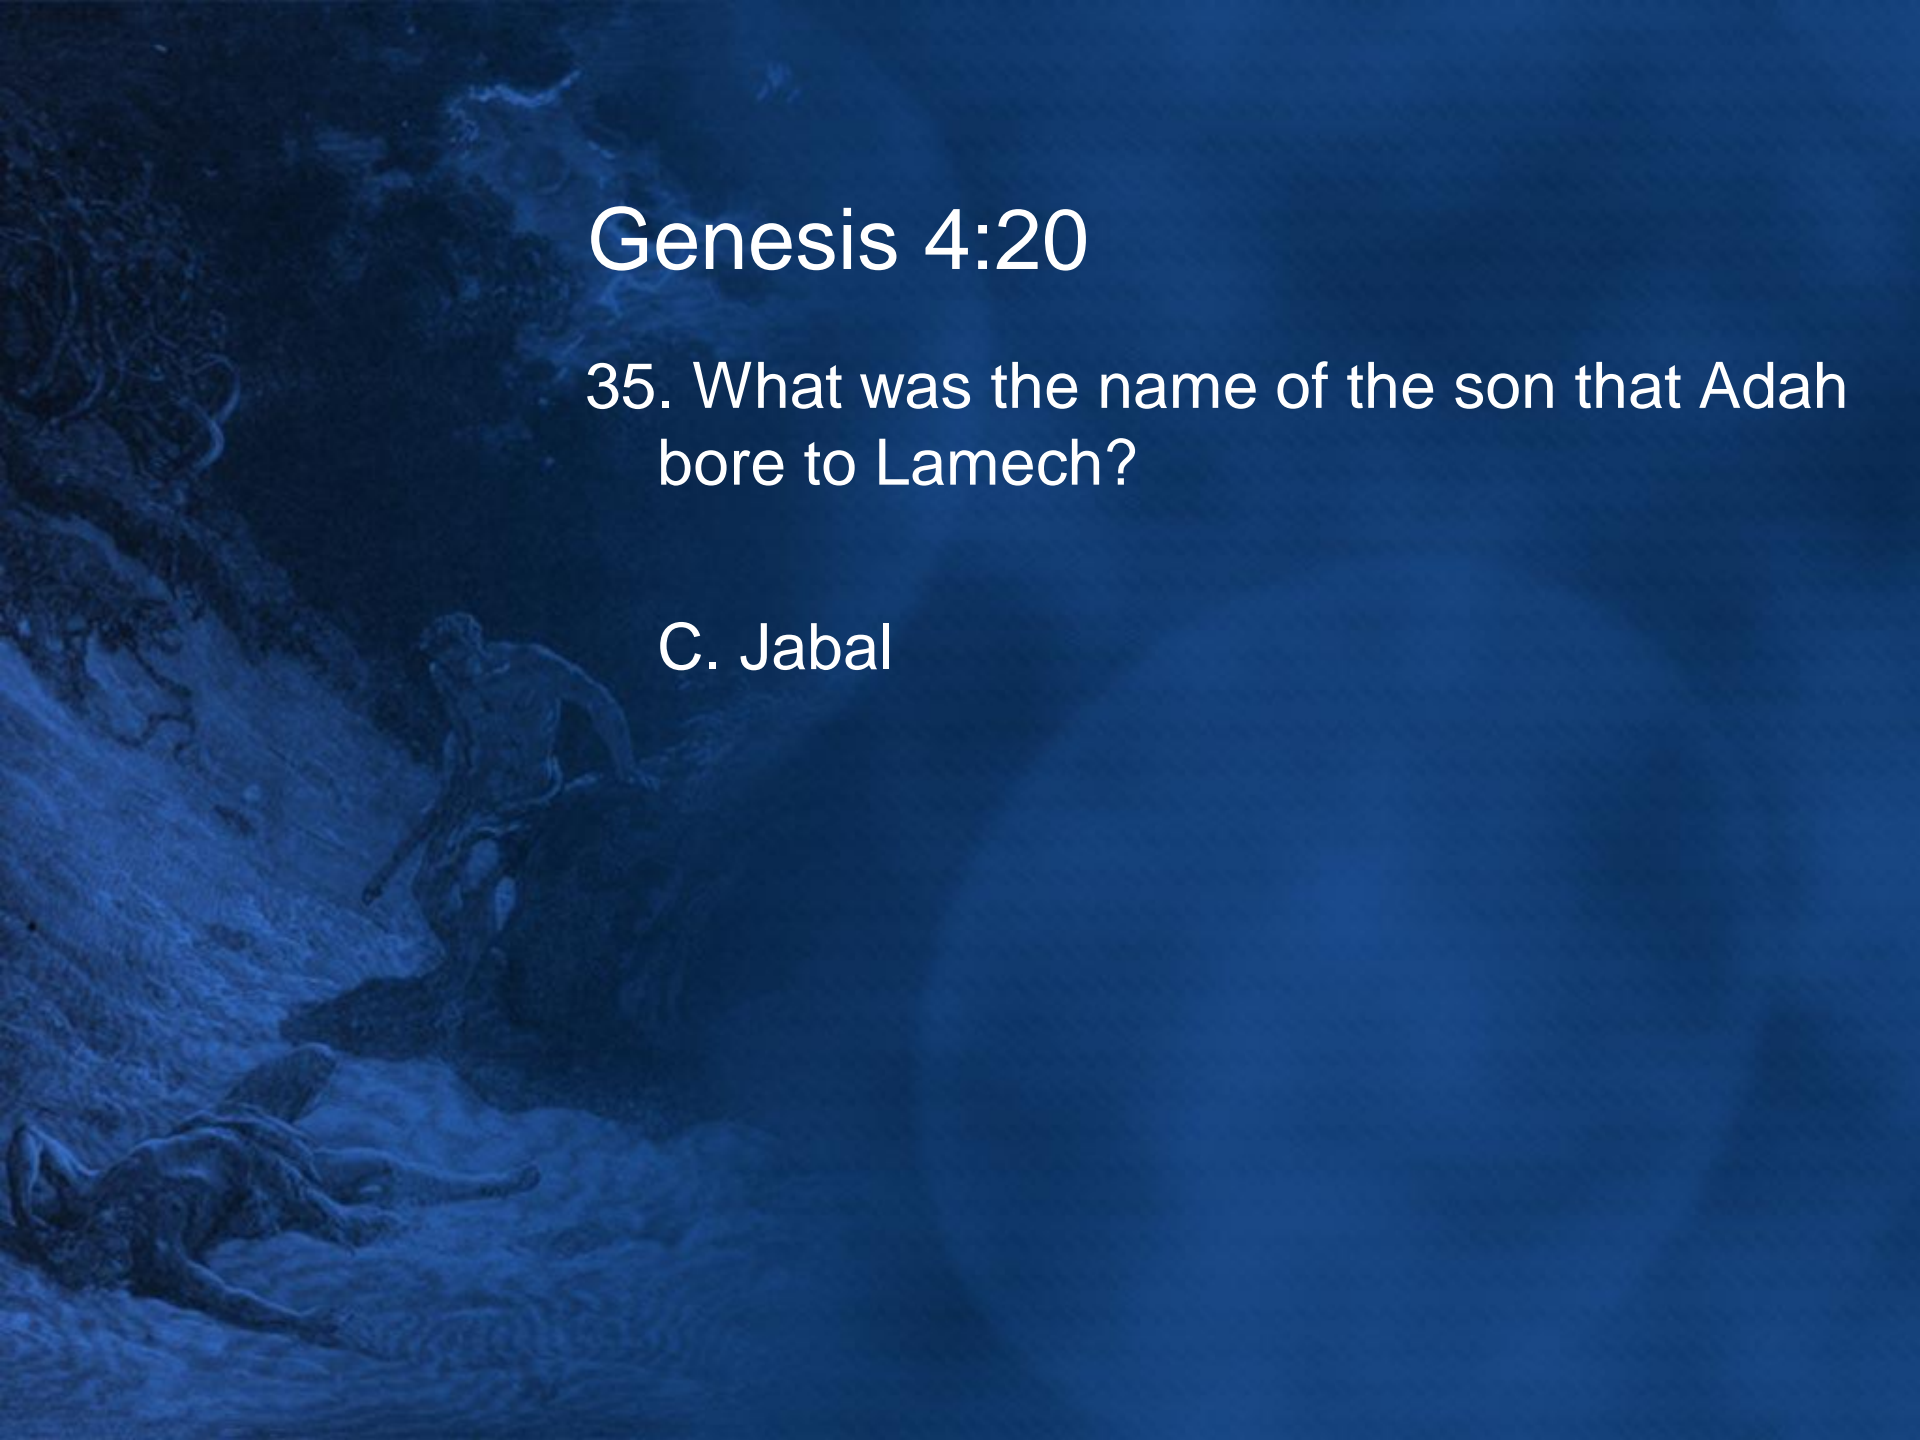 Genesis 4:20
35. What was the name of the son that Adah
bore to Lamech?
C. Jabal